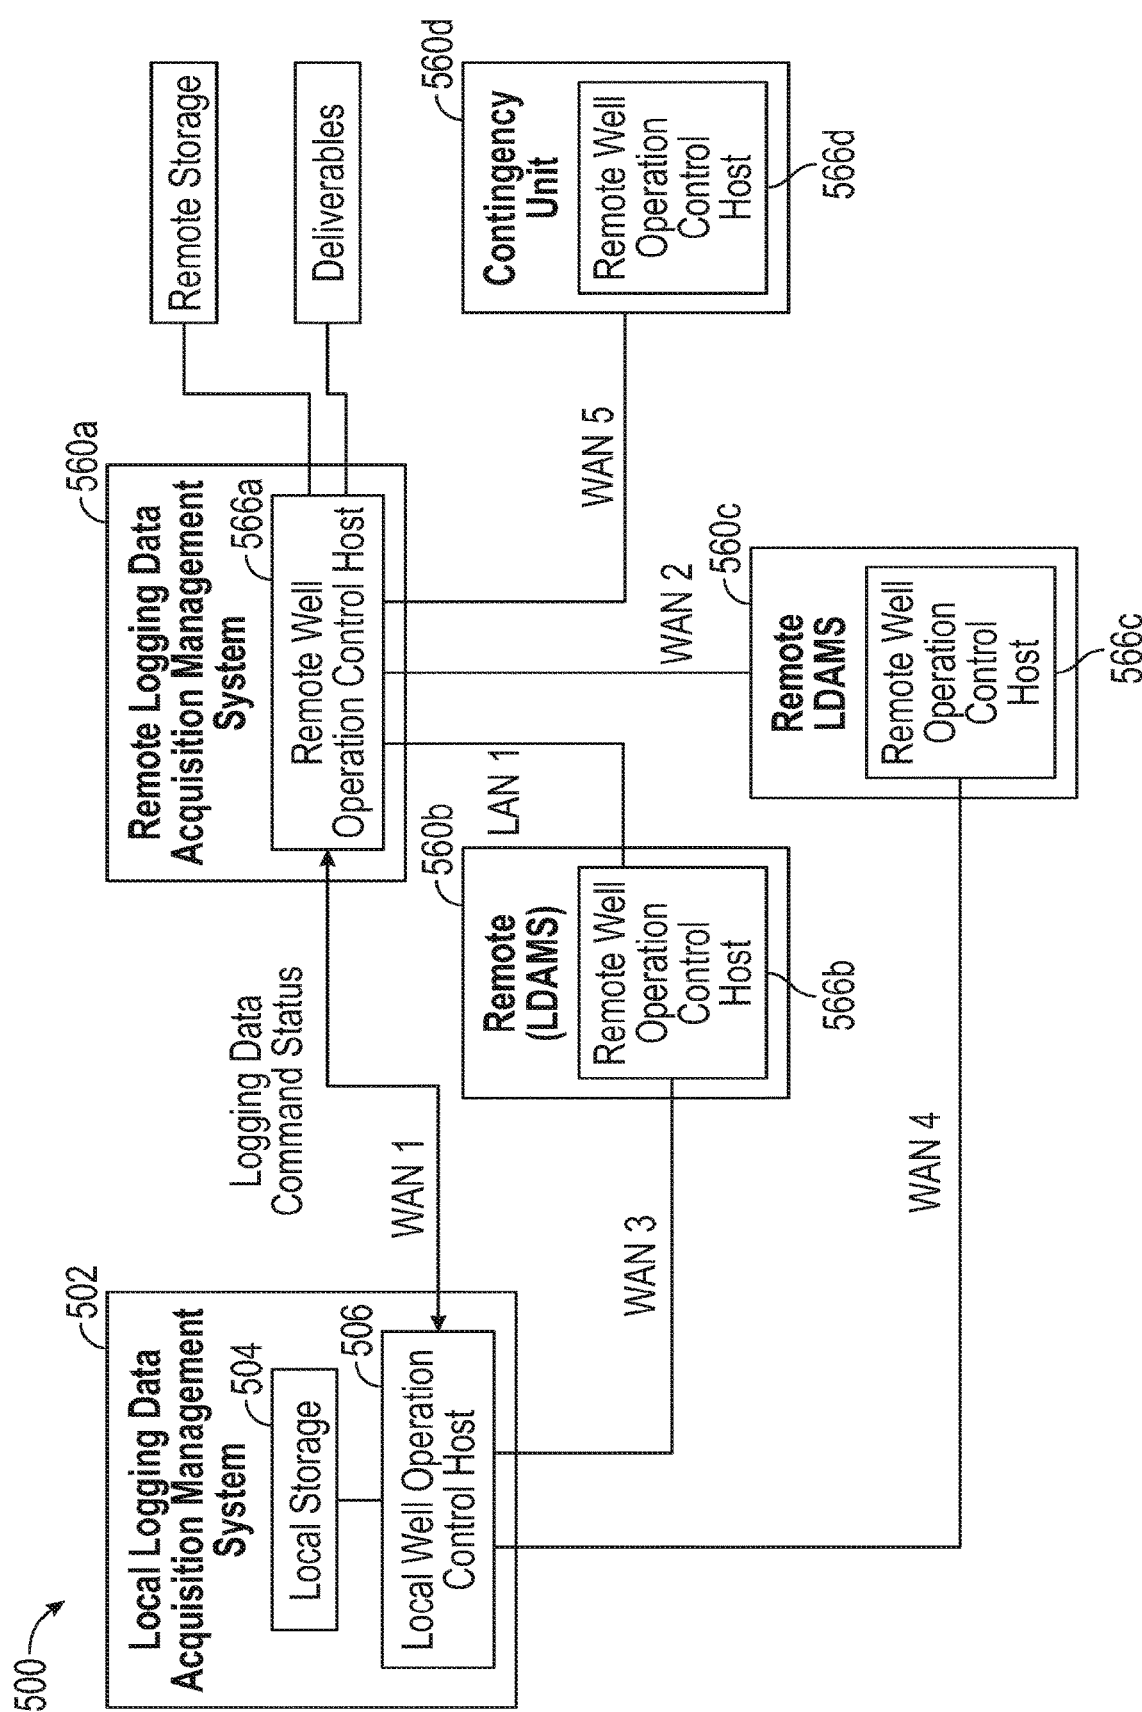 500
502
Local Logging Data
Acquisition Management
System
504
Local Storage
506
Local Well Operation
Control Host
Logging Data
Command Status
WAN 1
WAN 3
WAN 4
560a
Remote Logging Data
Acquisition Management
System
566a
Remote Well
Operation Control Host
Remote Storage
Deliverables
LAN 1
WAN 2
WAN 5
560b
Remote
(LDAMS)
Remote Well
Operation
Control
Host
566b
560c
Remote
LDAMS
Remote Well
Operation
Control
Host
566c
560d
Contingency
Unit
Remote Well
Operation
Control
Host
566d